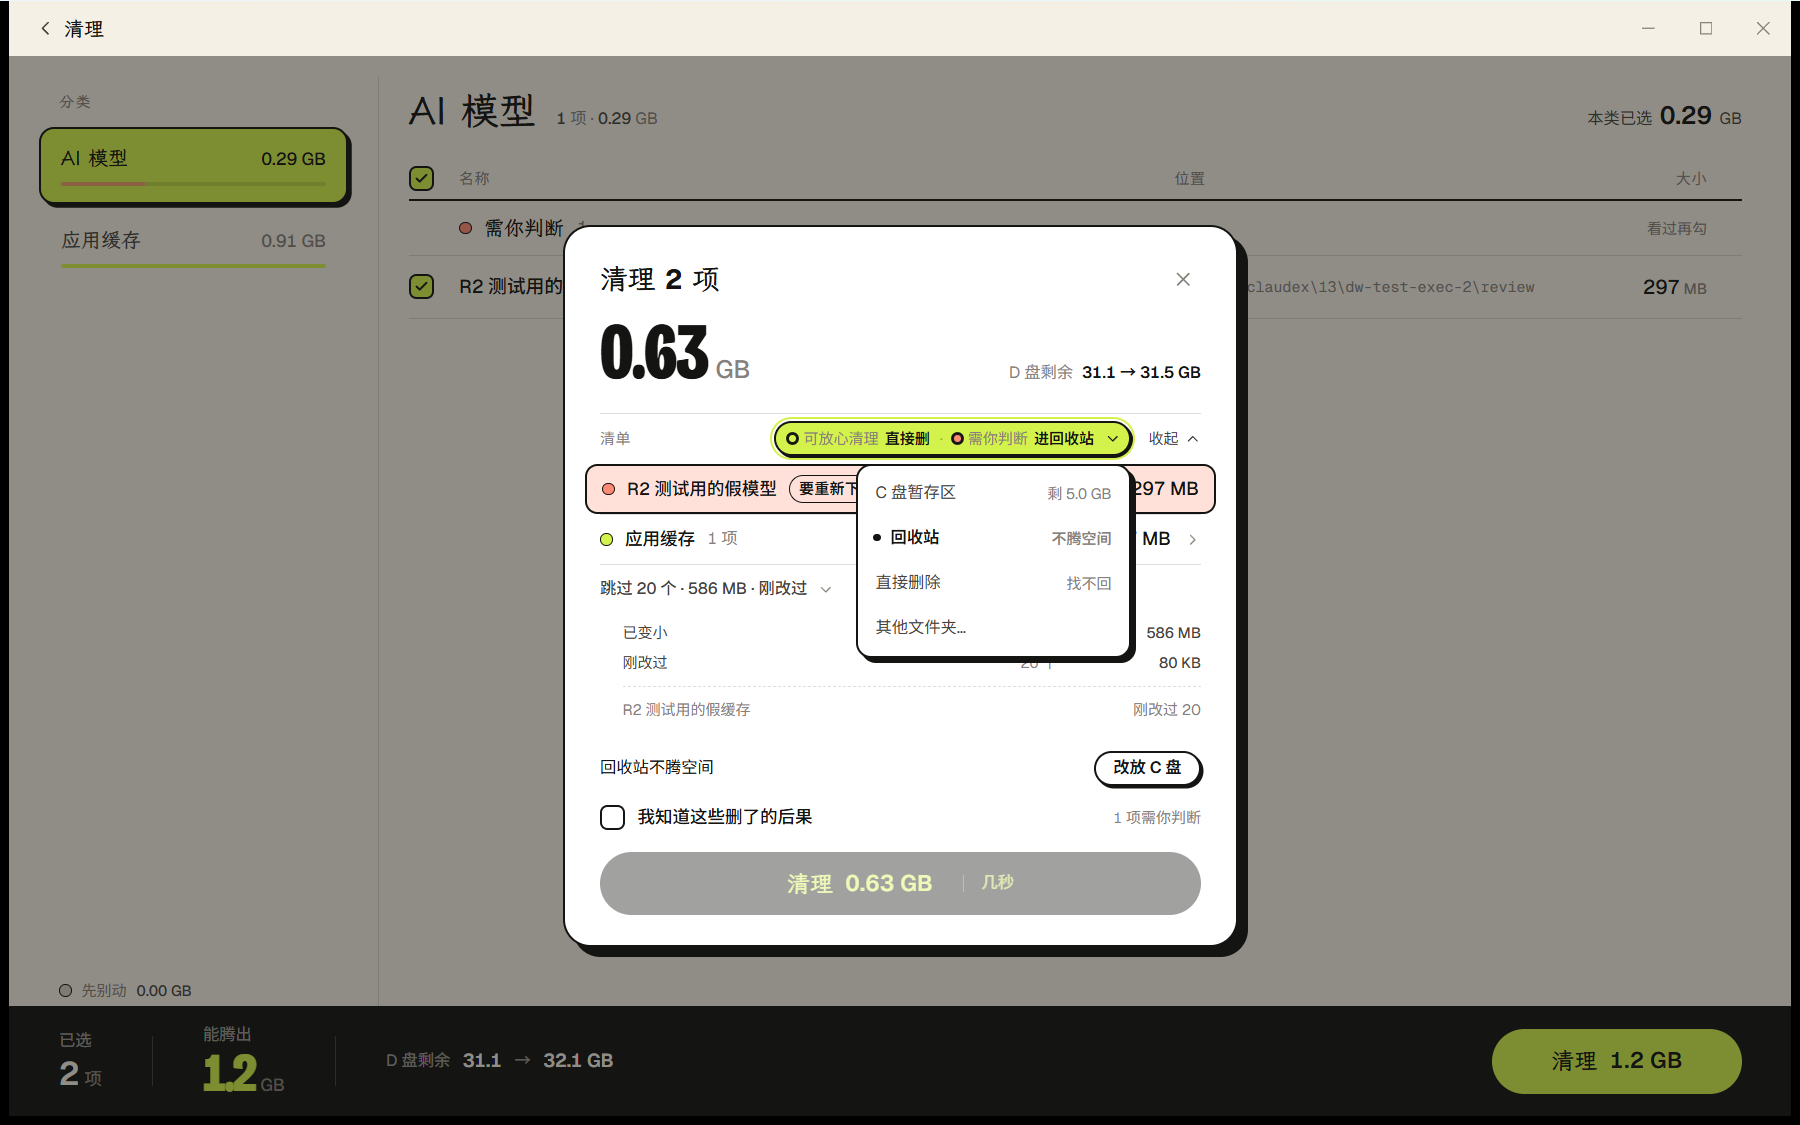 清理
分类
AI 模型 0.29 GB
应用缓存 0.91 GB
先别动 0.00 GB
AI 模型 1 项 · 0.29 GB
本类已选 0.29 GB
名称 位置 大小
需你判断
看过再勾
R2 测试用的
claudex\13\dw-test-exec-2\review
297 MB
清理 2 项
0.63 GB
D 盘剩余 31.1 → 31.5 GB
清单
可放心清理 直接删 · 需你判断 进回收站
收起
R2 测试用的假模型 要重新下
297 MB
C 盘暂存区 剩 5.0 GB
回收站 不腾空间
直接删除 找不回
其他文件夹...
应用缓存 1 项
MB
跳过 20 个 · 586 MB · 刚改过
已变小 586 MB
刚改过 20 个 80 KB
R2 测试用的假缓存 刚改过 20
回收站不腾空间 改放 C 盘
我知道这些删了的后果 1 项需你判断
清理 0.63 GB 几秒
已选
2 项
能腾出
1.2 GB
D 盘剩余 31.1 → 32.1 GB
清理 1.2 GB